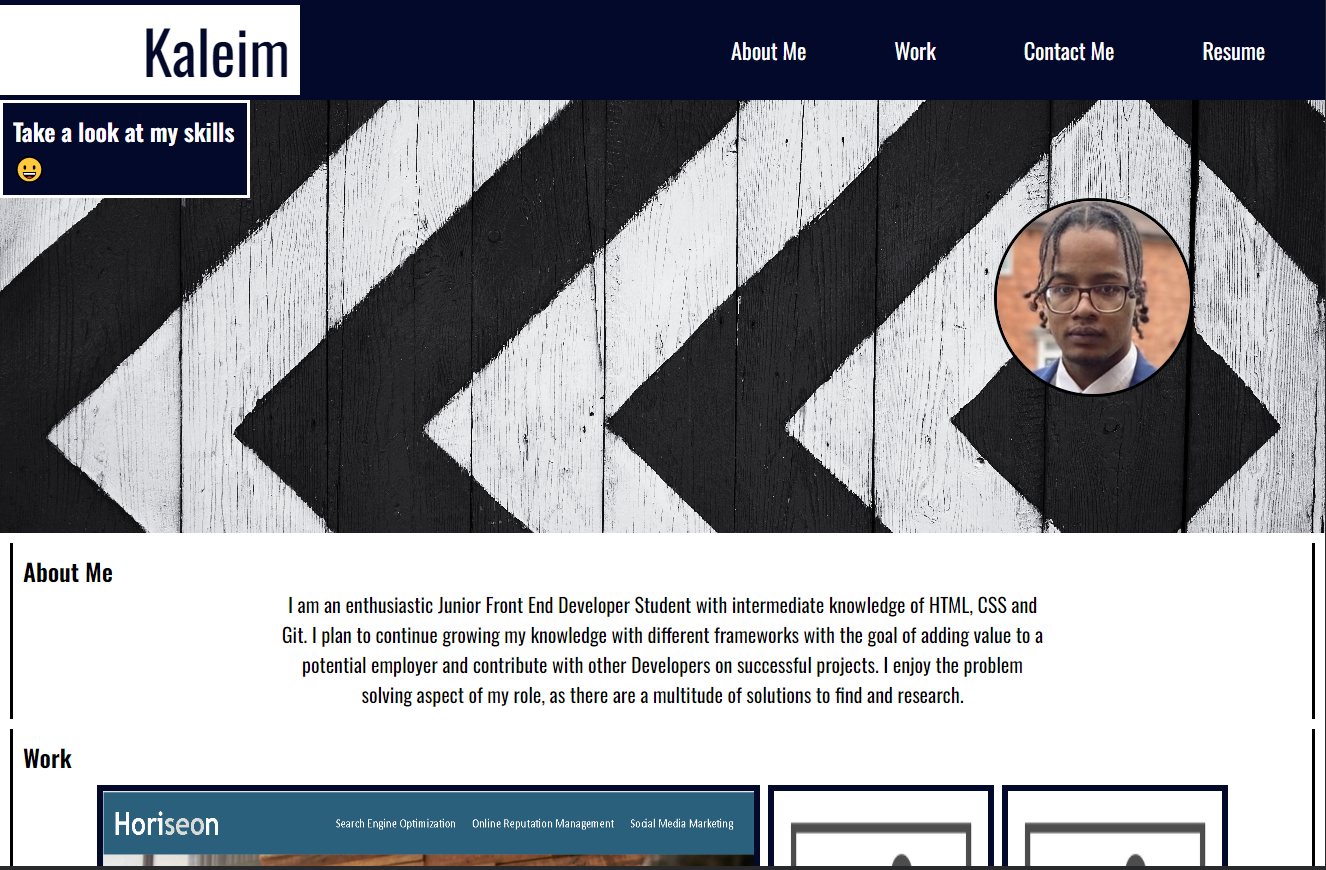 Kaleim
About Me
Work
Contact Me
Resume
Take a look at my skills
😀
About Me
I am an enthusiastic Junior Front End Developer Student with intermediate knowledge of HTML, CSS and
Git. I plan to continue growing my knowledge with different frameworks with the goal of adding value to a
potential employer and contribute with other Developers on successful projects. I enjoy the problem
solving aspect of my role, as there are a multitude of solutions to find and research.
Work
Horiseon
Search Engine Optimization
Online Reputation Management
Social Media Marketing